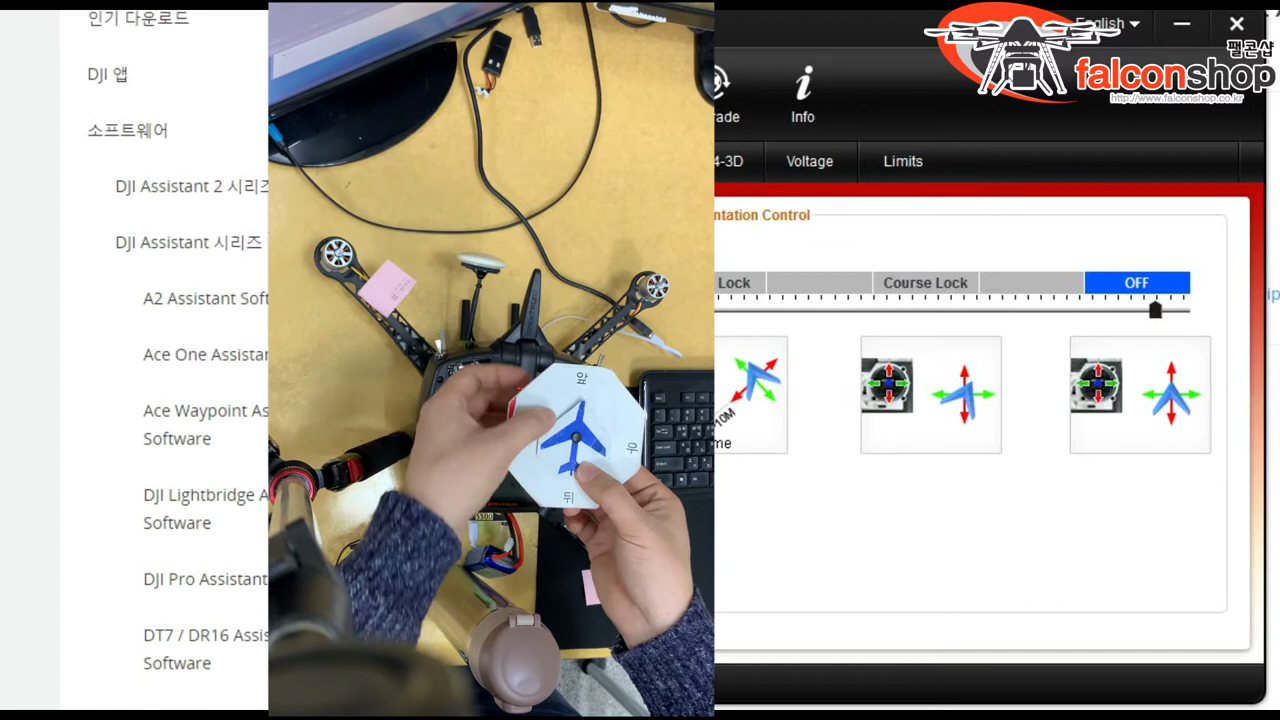 인기 다운로드
DJI 앱
소프트웨어
DJI Assistant 2 시리즈
DJI Assistant 시리즈
A2 Assistant Soft
Ace One Assistan
Ace Waypoint As
Software
DJI Lightbridge A
Software
DJI Pro Assistant
DT7 / DR16 Assis
Software
앞
뒤
English
팰콘샵
falconshop
http://www.falconshop.co.kr
rade
Info
4-3D
Voltage
Limits
ntation Control
Lock
Course Lock
OFF
10M
me
ip